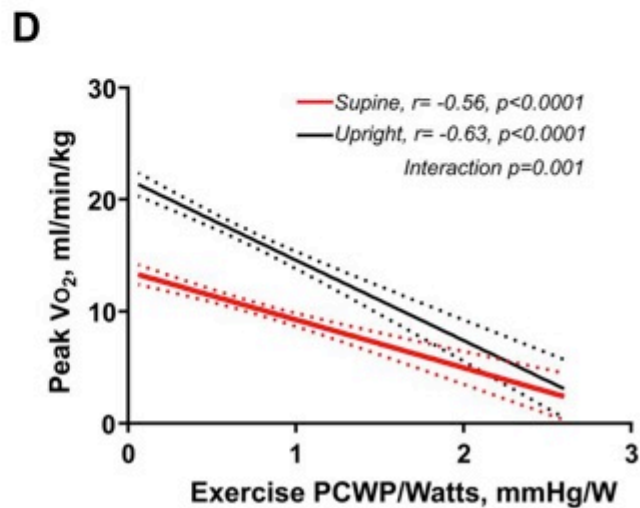 D
30
20
10
0
Peak Vo₂, ml/min/kg
Supine, r= -0.56, p<0.0001
Upright, r= -0.63, p<0.0001
Interaction p=0.001
0 1 2 3
Exercise PCWP/Watts, mmHg/W